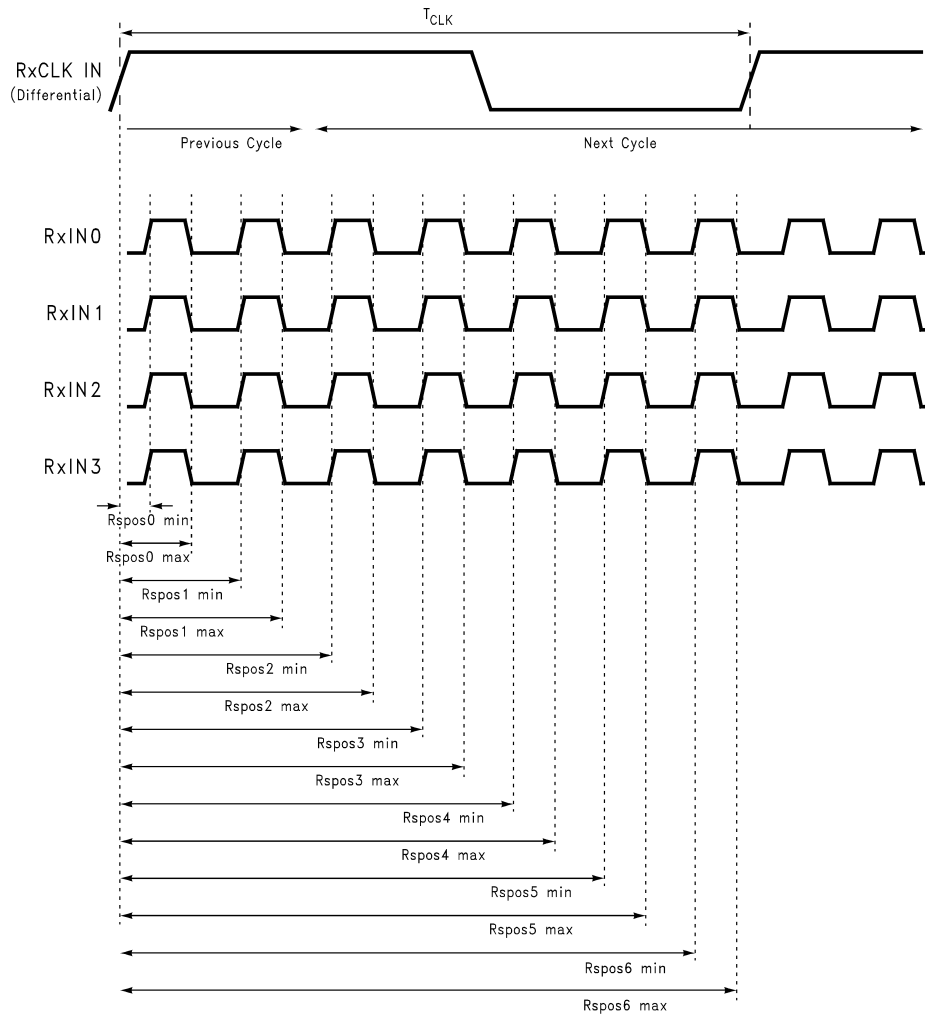 TCLK
RxCLK IN
(Differential)
Previous Cycle
Next Cycle
RxIN0
RxIN1
RxIN2
RxIN3
Rspos0 min
Rspos0 max
Rspos1 min
Rspos1 max
Rspos2 min
Rspos2 max
Rspos3 min
Rspos3 max
Rspos4 min
Rspos4 max
Rspos5 min
Rspos5 max
Rspos6 min
Rspos6 max